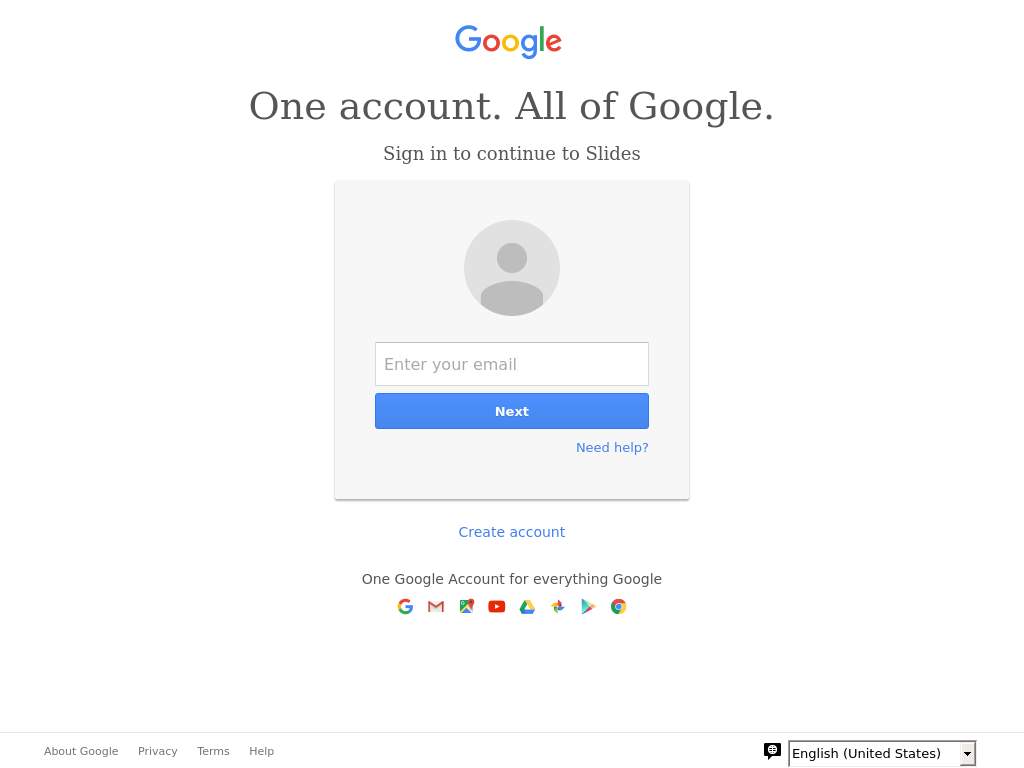 Google
One account. All of Google.
Sign in to continue to Slides
Enter your email
Next
Need help?
Create account
One Google Account for everything Google
About Google Privacy Terms Help English (United States)